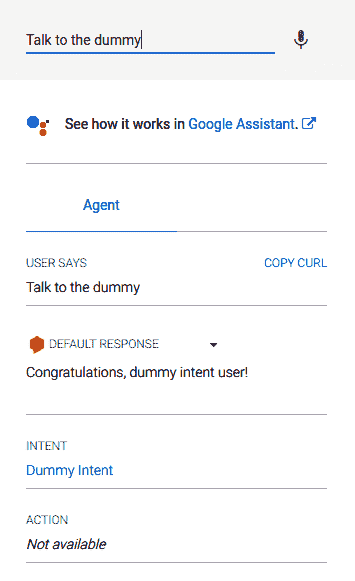 Talk to the dummy
See how it works in Google Assistant.
Agent
USER SAYS COPY CURL
Talk to the dummy
DEFAULT RESPONSE
Congratulations, dummy intent user!
INTENT
Dummy Intent
ACTION
Not available